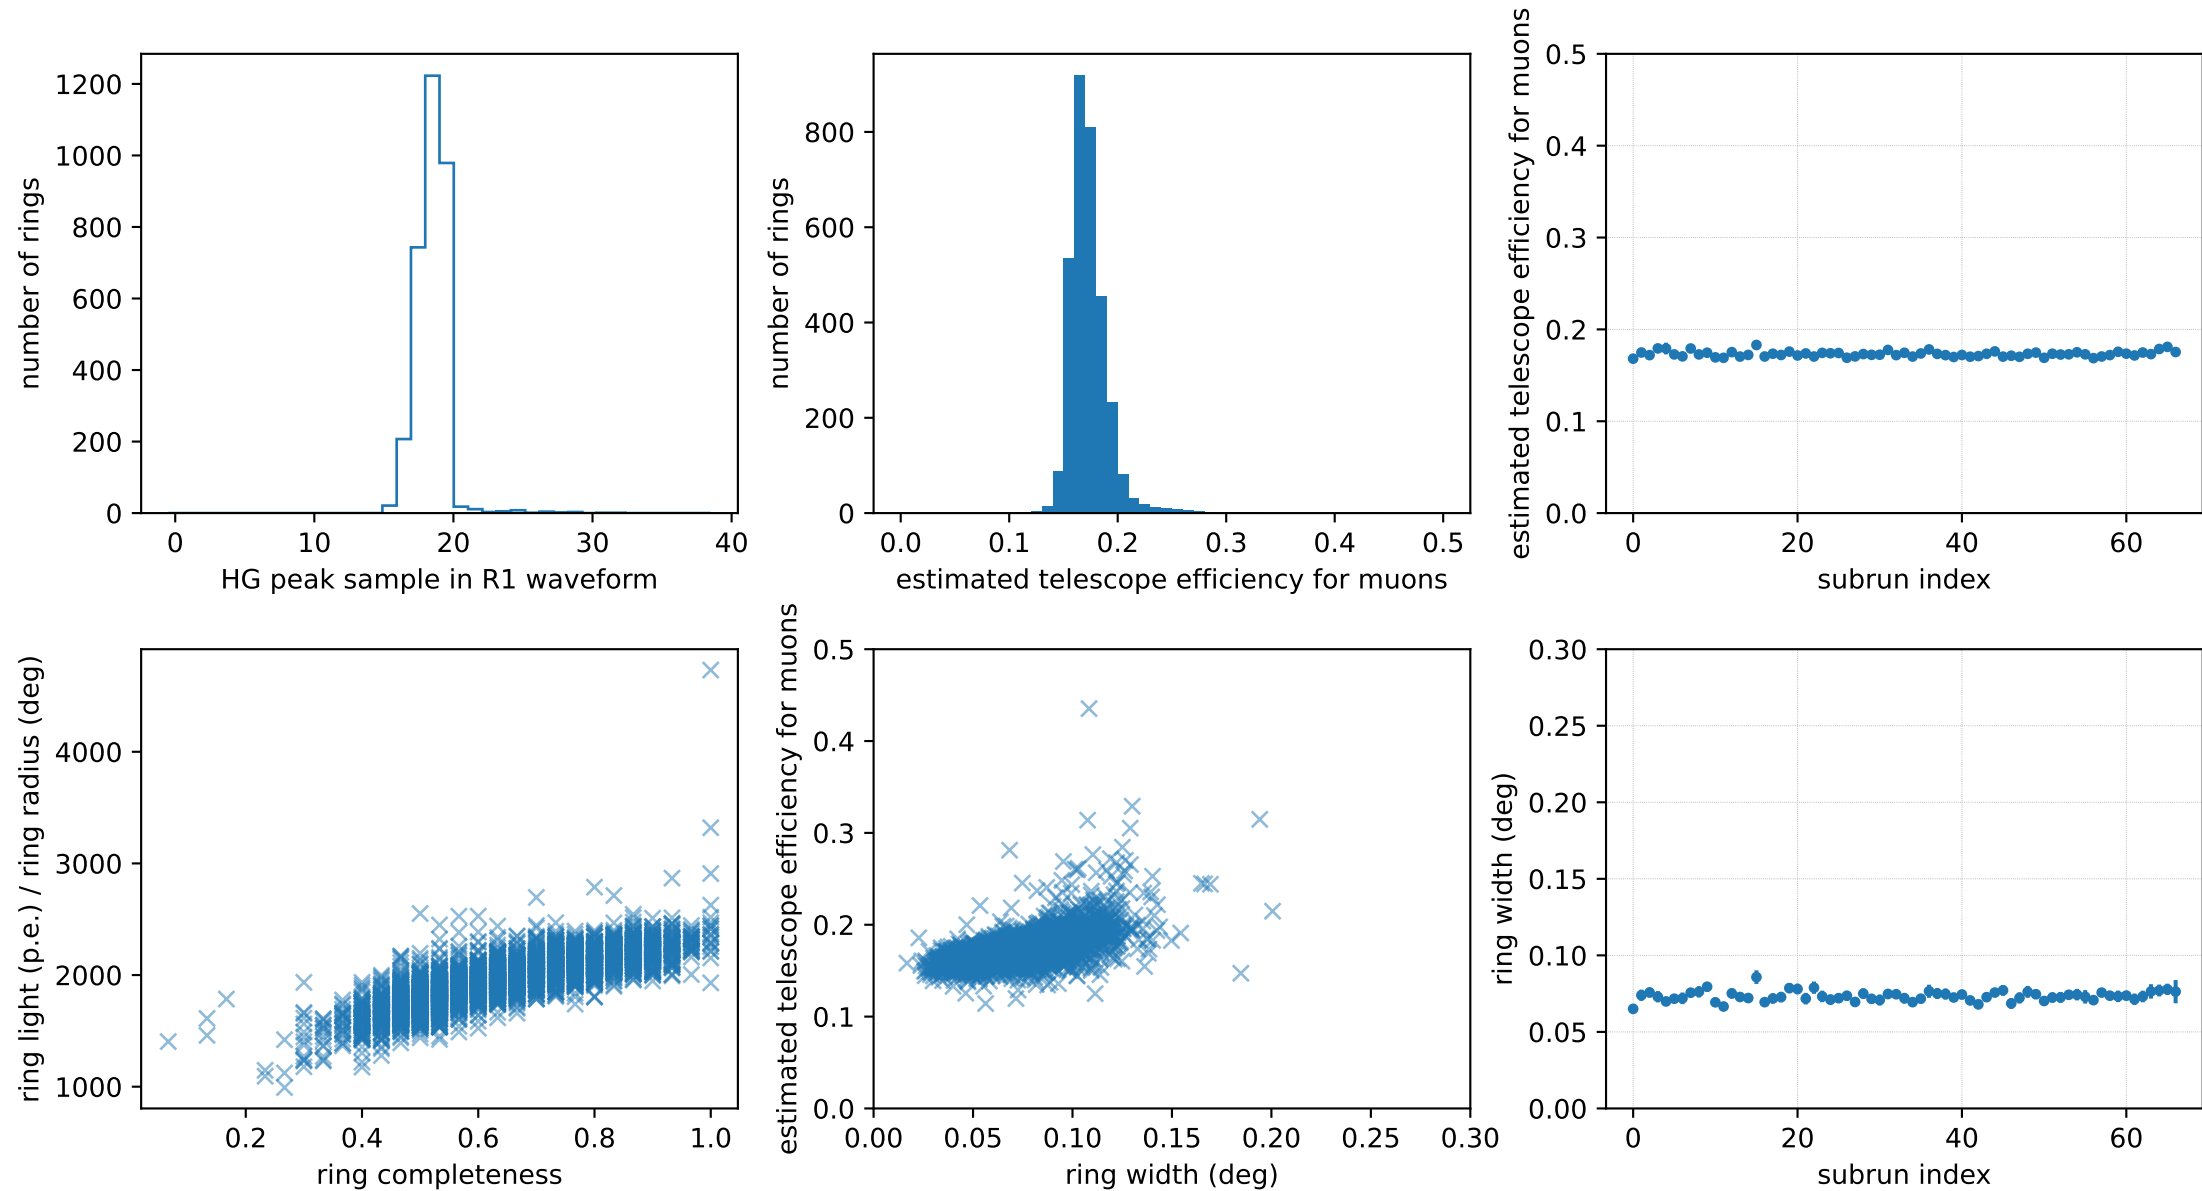 number of rings
1200
1000
800
600
400
200
0
0 10 20 30 40
HG peak sample in R1 waveform
number of rings
800
600
400
200
0
0.0 0.1 0.2 0.3 0.4 0.5
estimated telescope efficiency for muons
estimated telescope efficiency for muons
0.5
0.4
0.3
0.2
0.1
0.0
0 20 40 60
subrun index
ring light (p.e.) / ring radius (deg)
4000
3000
2000
1000
0.2 0.4 0.6 0.8 1.0
ring completeness
estimated telescope efficiency for muons
0.5
0.4
0.3
0.2
0.1
0.0
0.00 0.05 0.10 0.15 0.20 0.25 0.30
ring width (deg)
ring width (deg)
0.30
0.25
0.20
0.15
0.10
0.05
0.00
0 20 40 60
subrun index